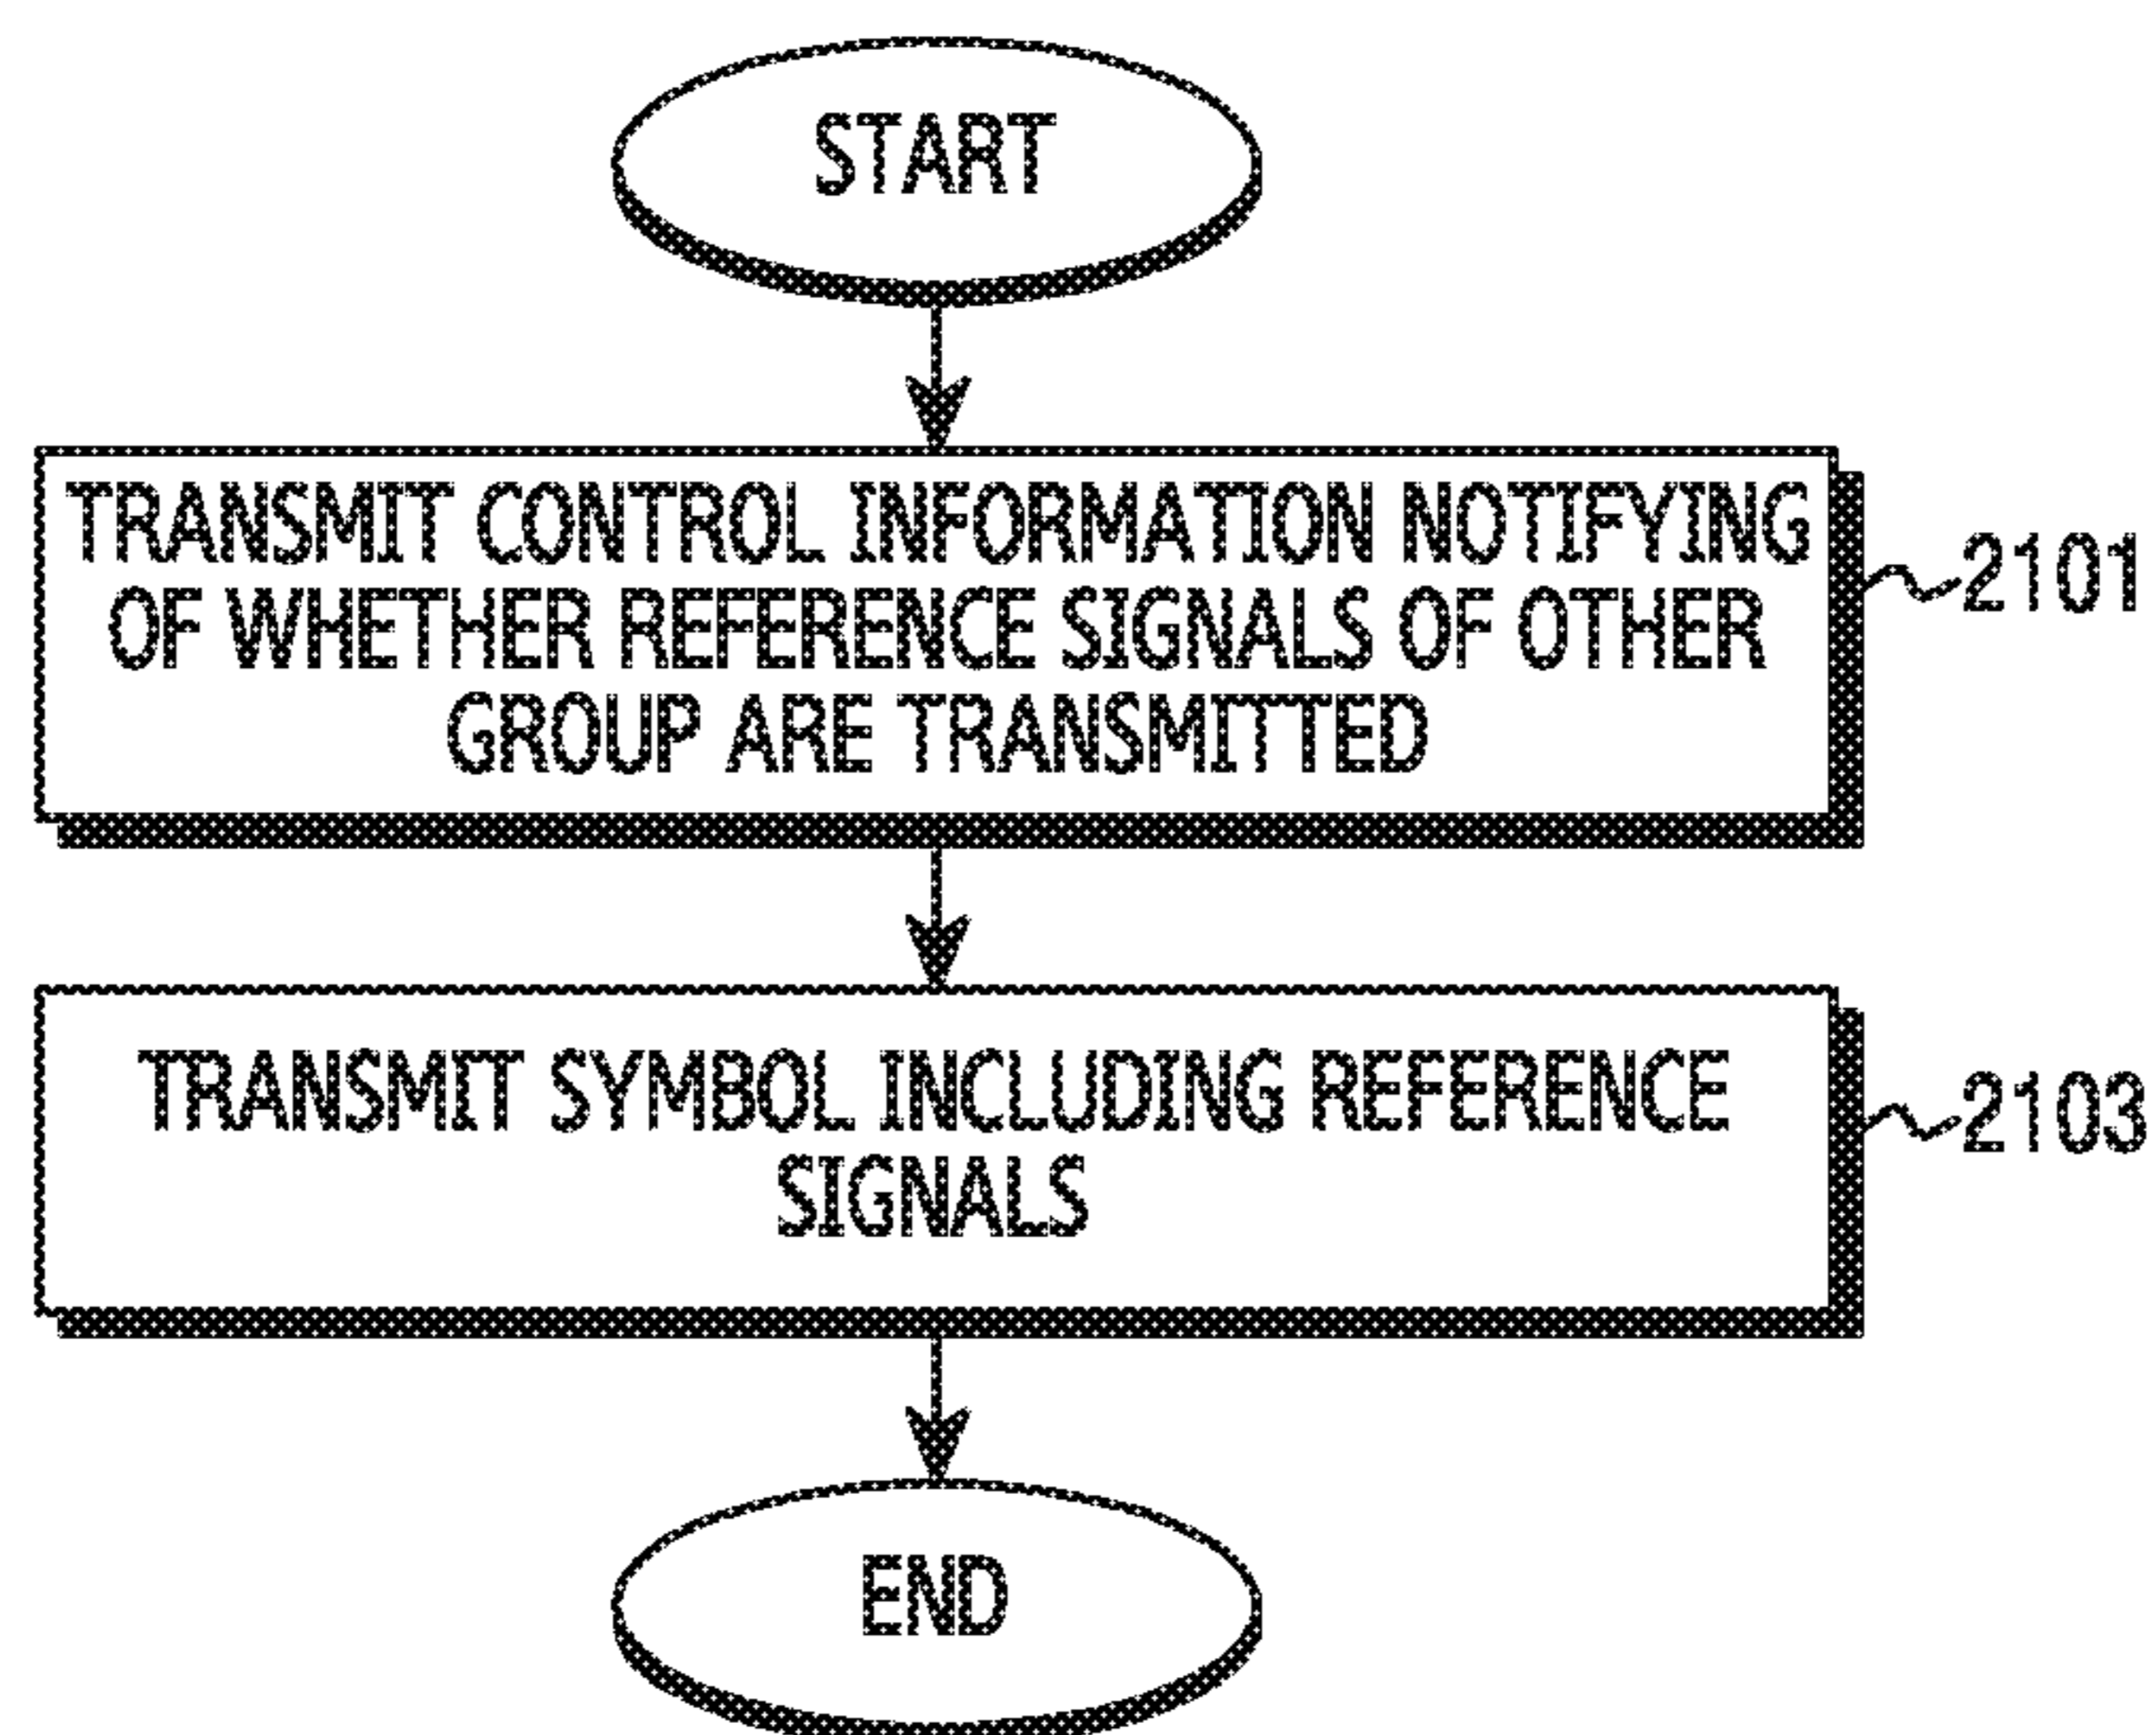 START
TRANSMIT CONTROL INFORMATION NOTIFYING
OF WHETHER REFERENCE SIGNALS OF OTHER
GROUP ARE TRANSMITTED
2101
TRANSMIT SYMBOL INCLUDING REFERENCE
SIGNALS
2103
END